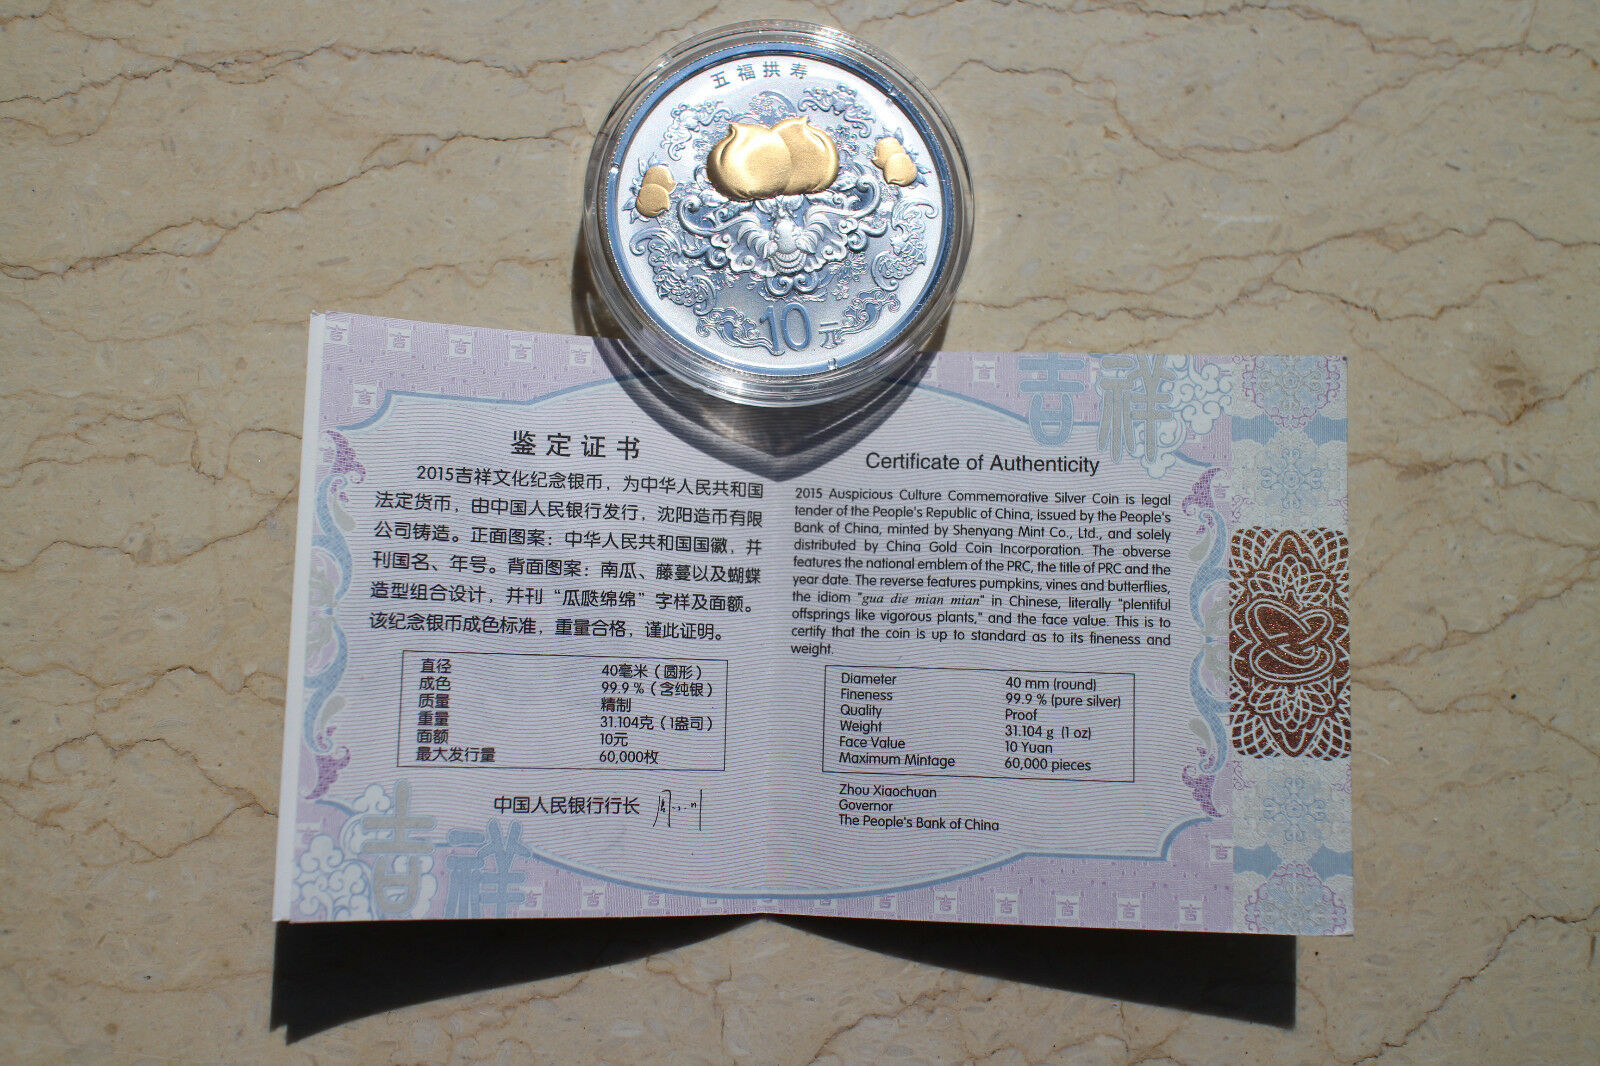 五福拱寿
10元
吉祥
鉴定证书
2015吉祥文化纪念银币，为中华人民共和国
法定货币，由中国人民银行发行，沈阳造币有限
公司铸造。正面图案：中华人民共和国国徽，并
刊国名、年号。背面图案：南瓜、藤蔓以及蝴蝶
造型组合设计，并刊“瓜瓞绵绵”字样及面额。
该纪念银币成色标准，重量合格，谨此证明。
直径 40毫米（圆形）
成色 99.9 %（含纯银）
质量 精制
重量 31.104克（1盎司）
面额 10元
最大发行量 60,000枚
中国人民银行行长
吉祥
Certificate of Authenticity
2015 Auspicious Culture Commemorative Silver Coin is legal
tender of the People's Republic of China, issued by the People's
Bank of China, minted by Shenyang Mint Co., Ltd., and solely
distributed by China Gold Coin Incorporation. The obverse
features the national emblem of the PRC, the title of PRC and the
year date. The reverse features pumpkins, vines and butterflies,
the idiom "gua die mian mian" in Chinese, literally "plentiful
offsprings like vigorous plants," and the face value. This is to
certify that the coin is up to standard as to its fineness and
weight.
Diameter 40 mm (round)
Fineness 99.9 % (pure silver)
Quality Proof
Weight 31.104 g (1 oz)
Face Value 10 Yuan
Maximum Mintage 60,000 pieces
Zhou Xiaochuan
Governor
The People's Bank of China